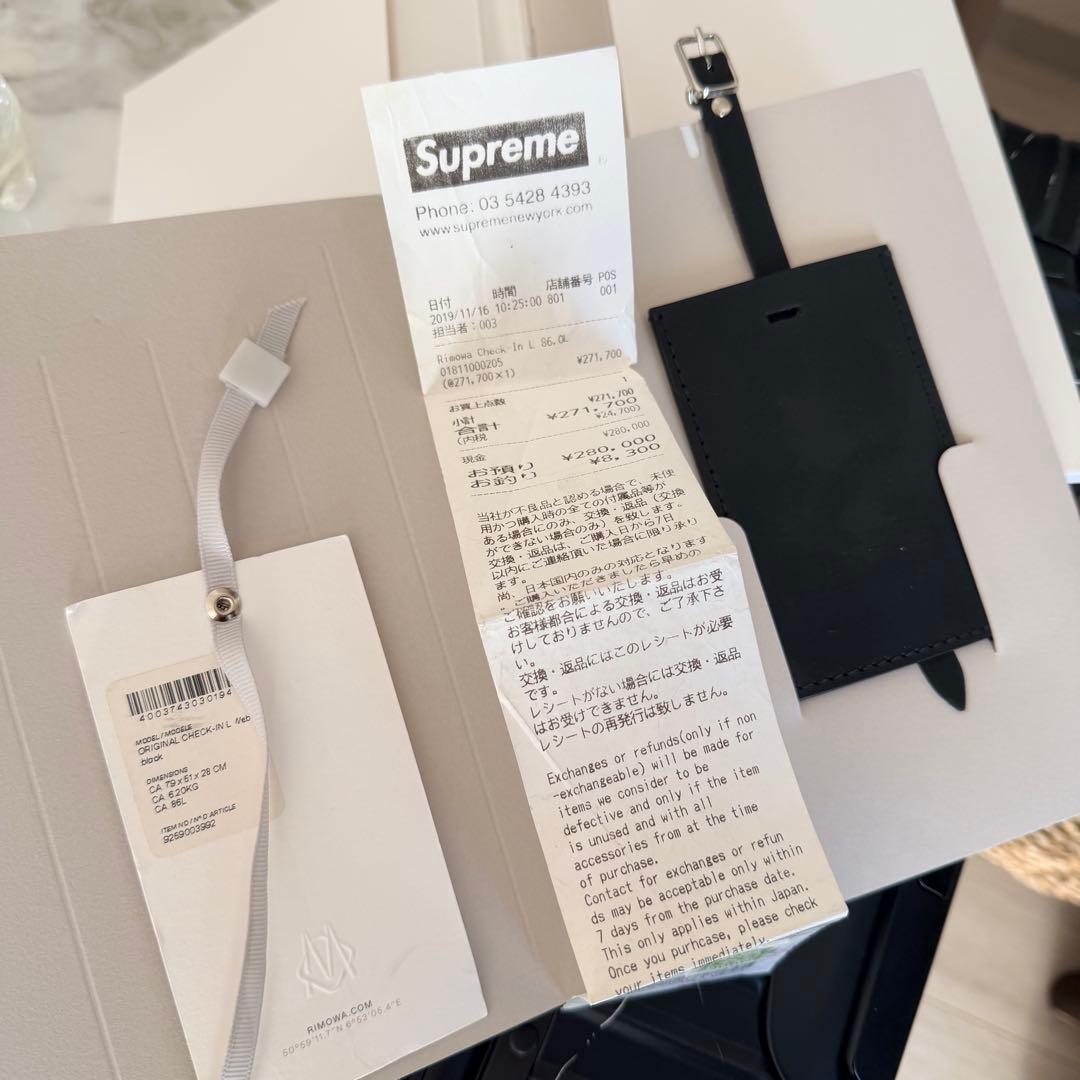 Supreme
®
Phone: 03 5428 4393
www.supremenewyork.com
日付 時間 店舗番号 POS
2019/11/16 10:25:00 801 001
担当者：003
Rimowa Check-In L 86.0L
01811000205 ¥271,700
(@271,700×1)
お買上点数 1
小計 ¥271,700
合計 ¥271,700
(内税 ¥24,700)
現金 ¥280,000
お預り ¥280,000
お釣り ¥8,300
当社が不良品と認める場合で、未使
用かつ購入時の全ての付属品等が
ある場合にのみ、交換・返品（交換
ができない場合のみ）を致します。
交換・返品は、ご購入日から7日
以内にご連絡頂いた場合に限り承り
ます。
尚、日本国内のみの対応となります
。ご購入いただきましたら早めの
ご確認をお願いいたします。
お客様都合による交換・返品はお受
けしておりませんので、ご了承下さ
い。
交換・返品にはこのレシートが必要
です。
レシートがない場合には交換・返品
はお受けできません。
レシートの再発行は致しません。
Exchanges or refunds(only if non
-exchangeable) will be made for
items we consider to be
defective and only if the item
is unused and with all
accessories from at the time
of purchase.
Contact for exchanges or refun
ds may be acceptable only within
7 days from the purchase date.
This only applies within Japan.
Once you purhcase, please check
your items immediately.
4003743030194
MODEL / MODÈLE
ORIGINAL CHECK-IN L Neb
black
DIMENSIONS
CA. 79 x 51 x 28 CM
CA. 6.20KG
CA. 86L
ITEM NO / N° D'ARTICLE
9259003992
RIMOWA.COM
50°59'11.7"N 6°53'05.4"E